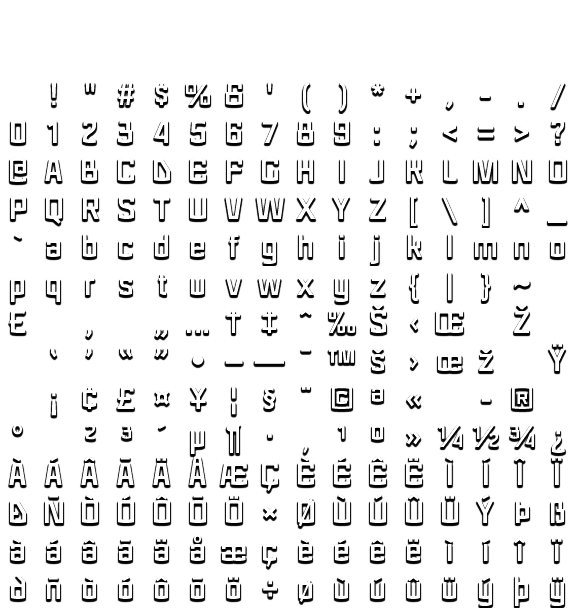 ! " # $ % & ' ( ) * + , - . /
0 1 2 3 4 5 6 7 8 9 : ; < = > ?
@ A B C D E F G H I J K L M N O
P Q R S T U V W X Y Z [ \ ] ^ _
` a b c d e f g h i j k l m n o
p q r s t u v w x y z { | } ~
€ ‚ „ … † ‡ ˆ ‰ Š ‹ Œ Ž
‘ ’ “ ” • – — ˜ ™ š › œ ž Ÿ
¡ ¢ £ ¤ ¥ ¦ § ¨ © ª « - ®
° ² ³ ´ µ ¶ · ¸ ¹ º » ¼ ½ ¾ ¿
À Á Â Ã Ä Å Æ Ç È É Ê Ë Ì Í Î Ï
Ð Ñ Ò Ó Ô Õ Ö × Ø Ù Ú Û Ü Ý Þ ß
à á â ã ä å æ ç è é ê ë ì í î ï
ð ñ ò ó ô õ ö ÷ ø ù ú û ü ý þ ÿ